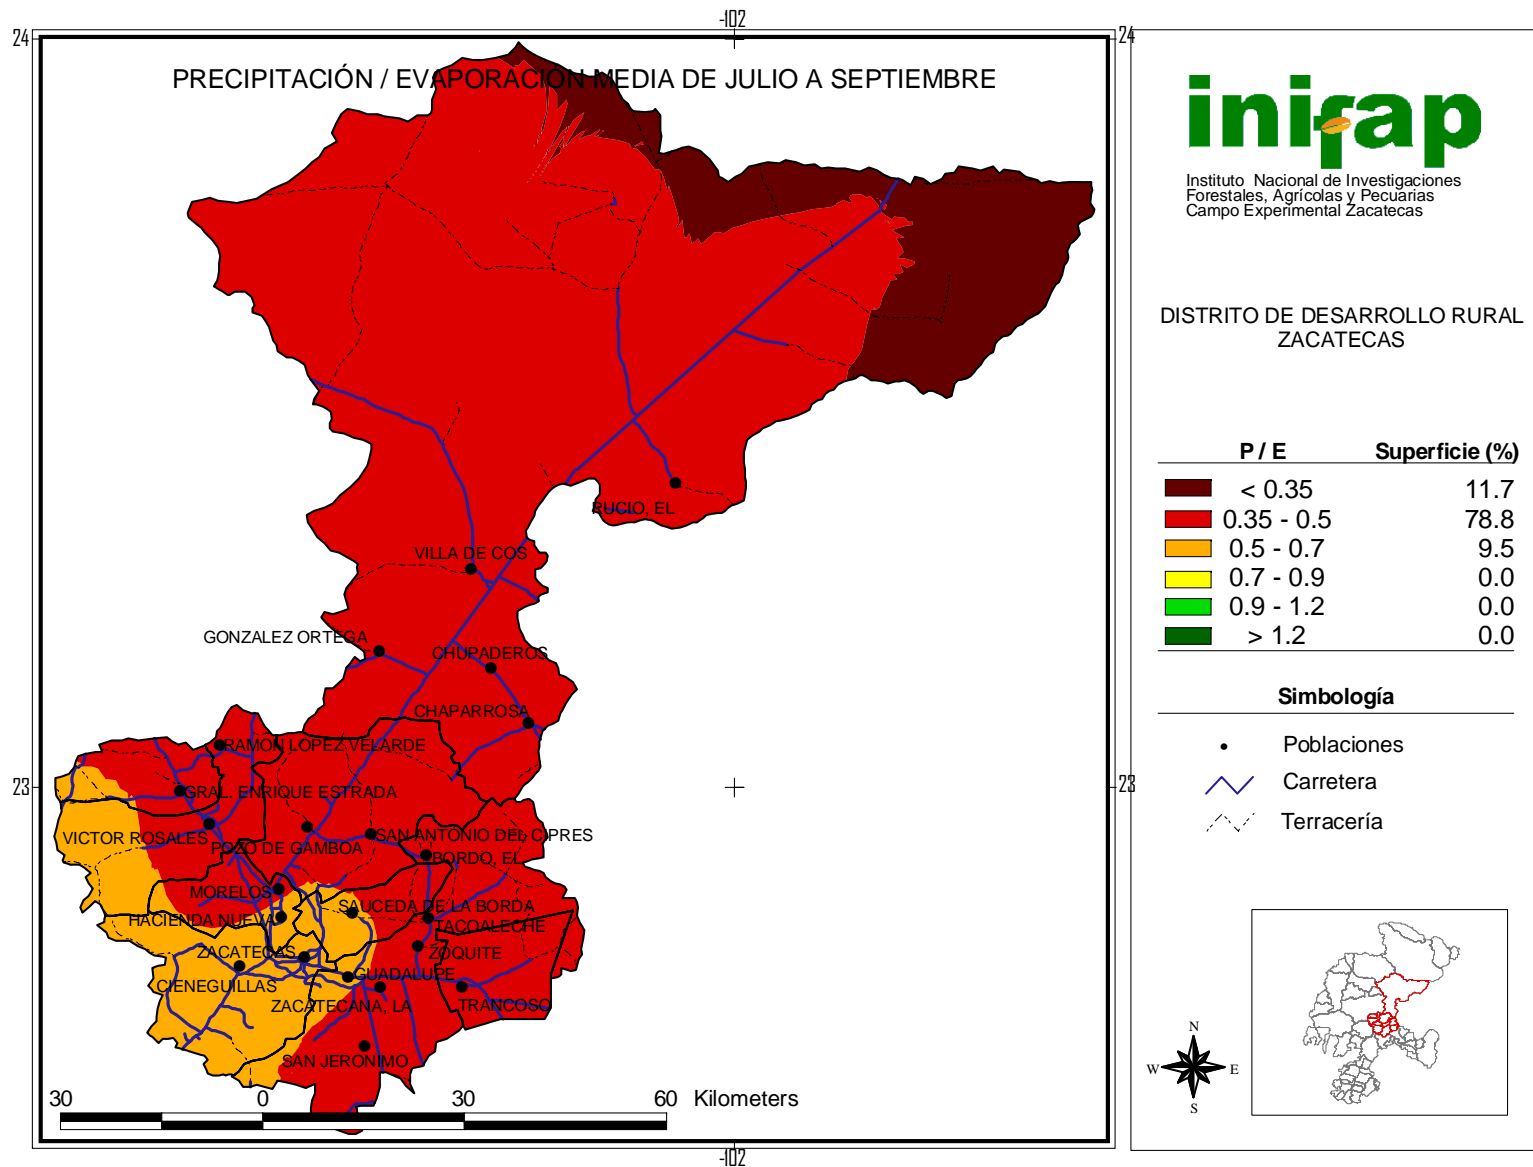 -102
24
24
PRECIPITACIÓN / EVAPORACIÓN MEDIA DE JULIO A SEPTIEMBRE
RUCIO, EL
VILLA DE COS
GONZALEZ ORTEGA
CHUPADEROS
CHAPARROSA
RAMON LOPEZ VELARDE
23
23
GRAL. ENRIQUE ESTRADA
VICTOR ROSALES
POZO DE GAMBOA
SAN ANTONIO DEL CIPRES
BORDO, EL
MORELOS
SAUCEDA DE LA BORDA
HACIENDA NUEVA
TACOALECHE
ZACATECAS
ZOQUITE
GUADALUPE
CIENEGUILLAS
ZACATECANA, LA
TRANCOSO
SAN JERONIMO
30 0 30 60 Kilometers
-102
inifap
Instituto Nacional de Investigaciones
Forestales, Agrícolas y Pecuarias
Campo Experimental Zacatecas
DISTRITO DE DESARROLLO RURAL
ZACATECAS
P / E Superficie (%)
< 0.35 11.7
0.35 - 0.5 78.8
0.5 - 0.7 9.5
0.7 - 0.9 0.0
0.9 - 1.2 0.0
> 1.2 0.0
Simbología
Poblaciones
Carretera
Terracería
N
W E
S